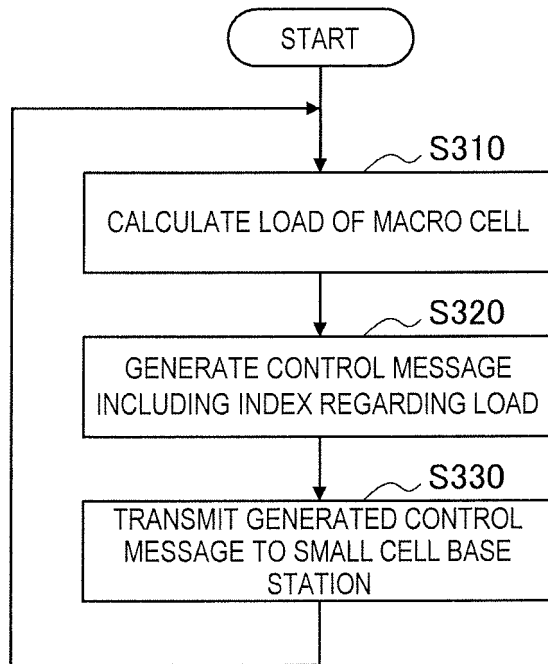 START
S310
CALCULATE LOAD OF MACRO CELL
S320
GENERATE CONTROL MESSAGE
INCLUDING INDEX REGARDING LOAD
S330
TRANSMIT GENERATED CONTROL
MESSAGE TO SMALL CELL BASE
STATION